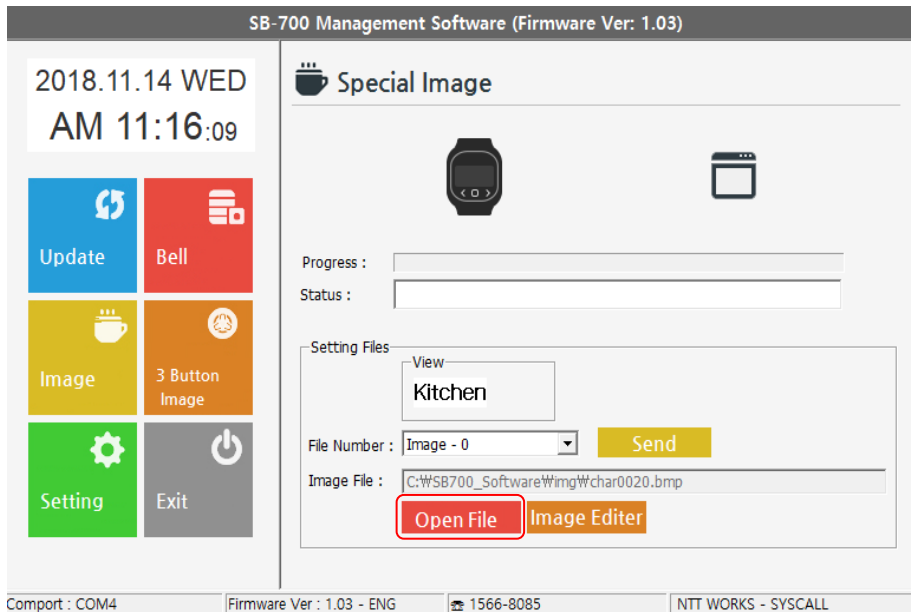 SB-700 Management Software (Firmware Ver: 1.03)
2018.11.14 WED
AM 11:16:09
Update
Bell
Image
3 Button
Image
Setting
Exit
Special Image
Progress :
Status :
Setting Files
View
Kitchen
File Number :
Image - 0
Send
Image File :
C:₩SB700_Software₩img₩char0020.bmp
Open File
Image Editer
Comport : COM4
Firmware Ver : 1.03 - ENG
☎ 1566-8085
NTT WORKS - SYSCALL